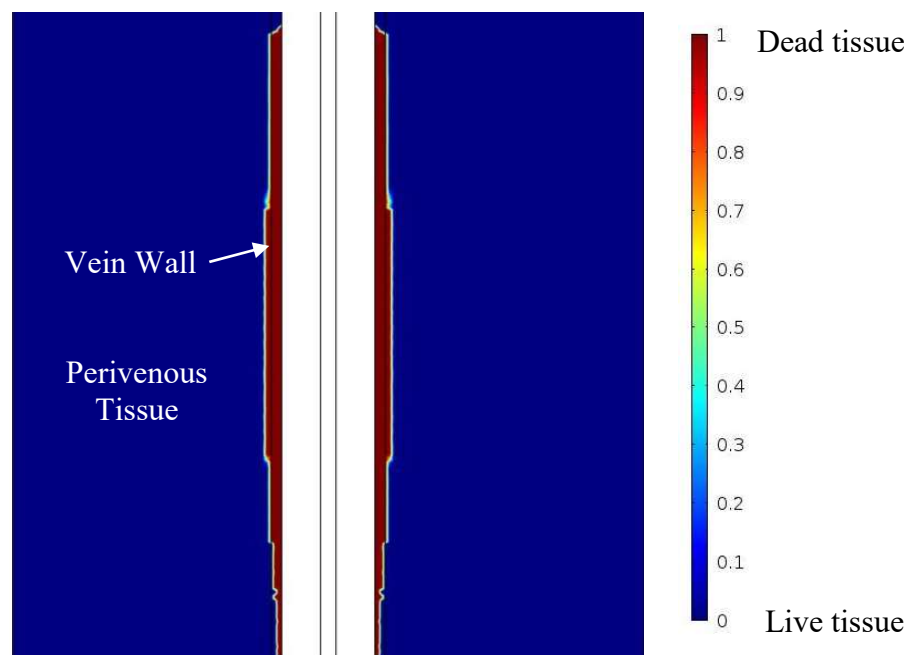 Vein Wall
Perivenous
Tissue
1
Dead tissue
0.9
0.8
0.7
0.6
0.5
0.4
0.3
0.2
0.1
0
Live tissue